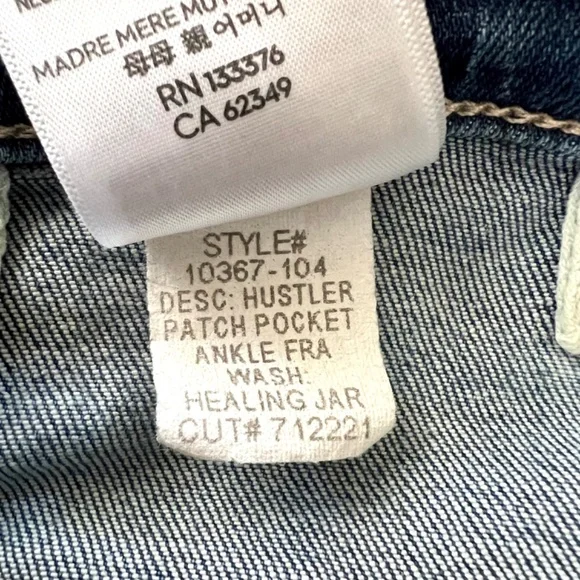 MADRE MERE MUT
母母 親 어머니
RN 133376
CA 62349
STYLE#
10367-104
DESC: HUSTLER
PATCH POCKET
ANKLE FRA
WASH:
HEALING JAR
CUT# 712221